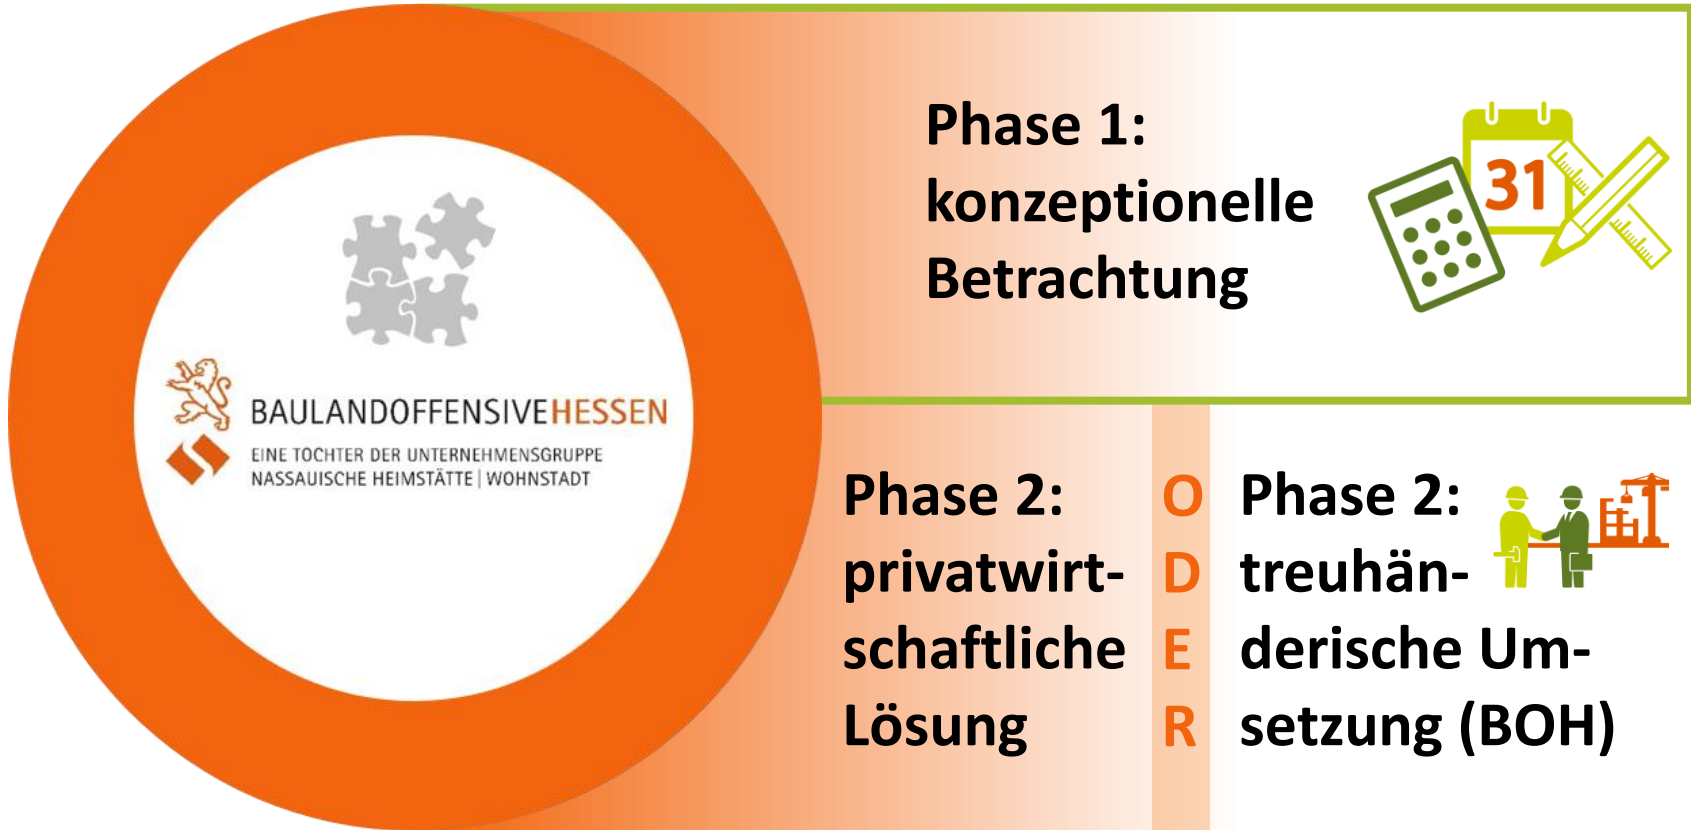 Phase 1:
konzeptionelle
Betrachtung
31
BAULANDOFFENSIVEHESSEN
EINE TOCHTER DER UNTERNEHMENSGRUPPE
NASSAUISCHE HEIMSTÄTTE | WOHNSTADT
Phase 2:
privatwirt-
schaftliche
Lösung
O
D
E
R
Phase 2:
treuhän-
derische Um-
setzung (BOH)